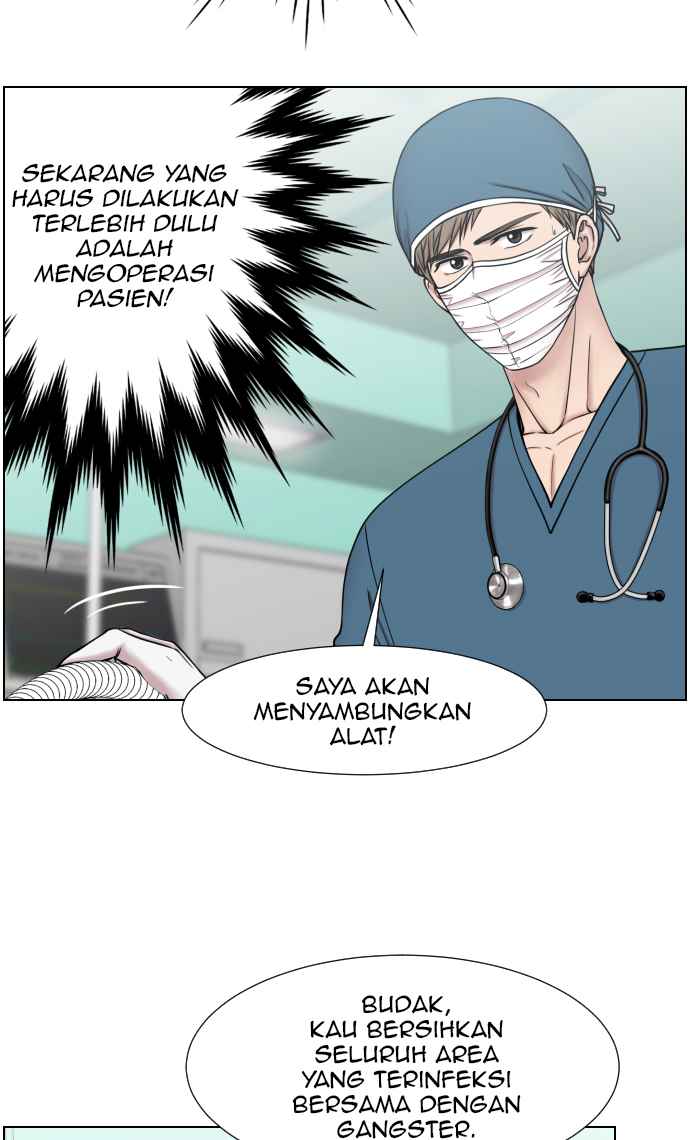 SEKARANG YANG
HARUS DILAKUKAN
TERLEBIH DULU
ADALAH
MENGOPERASI
PASIEN!
SAYA AKAN
MENYAMBUNGKAN
ALAT!
BUDAK,
KAU BERSIHKAN
SELURUH AREA
YANG TERINFEKSI
BERSAMA DENGAN
GANGSTER.